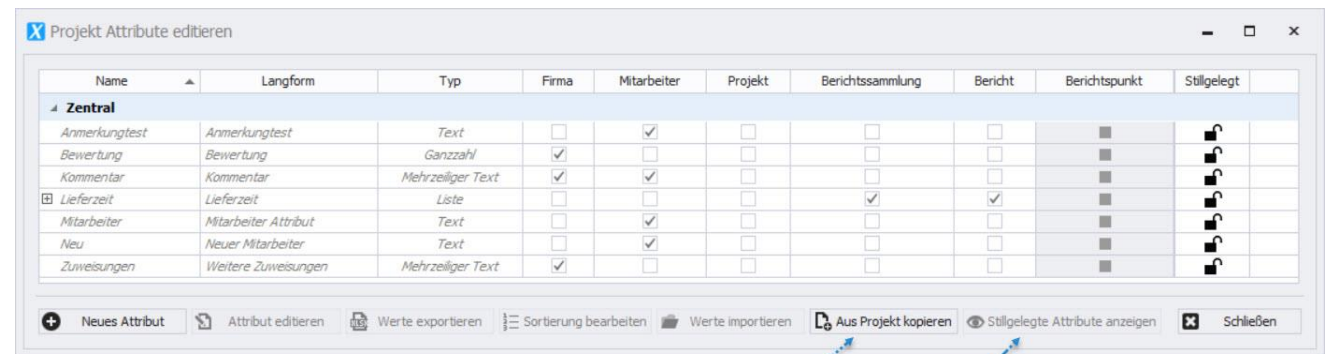 Projekt Attribute editieren
Name Langform Typ Firma Mitarbeiter Projekt Berichtssammlung Bericht Berichtspunkt Stillgelegt
Zentral
Anmerkungtest Anmerkungtest Text
Bewertung Bewertung Ganzzahl
Kommentar Kommentar Mehrzeiliger Text
Lieferzeit Lieferzeit Liste
Mitarbeiter Mitarbeiter Attribut Text
Neu Neuer Mitarbeiter Text
Zuweisungen Weitere Zuweisungen Mehrzeiliger Text
Neues Attribut Attribut editieren Werte exportieren Sortierung bearbeiten Werte importieren Aus Projekt kopieren Stillgelegte Attribute anzeigen Schließen